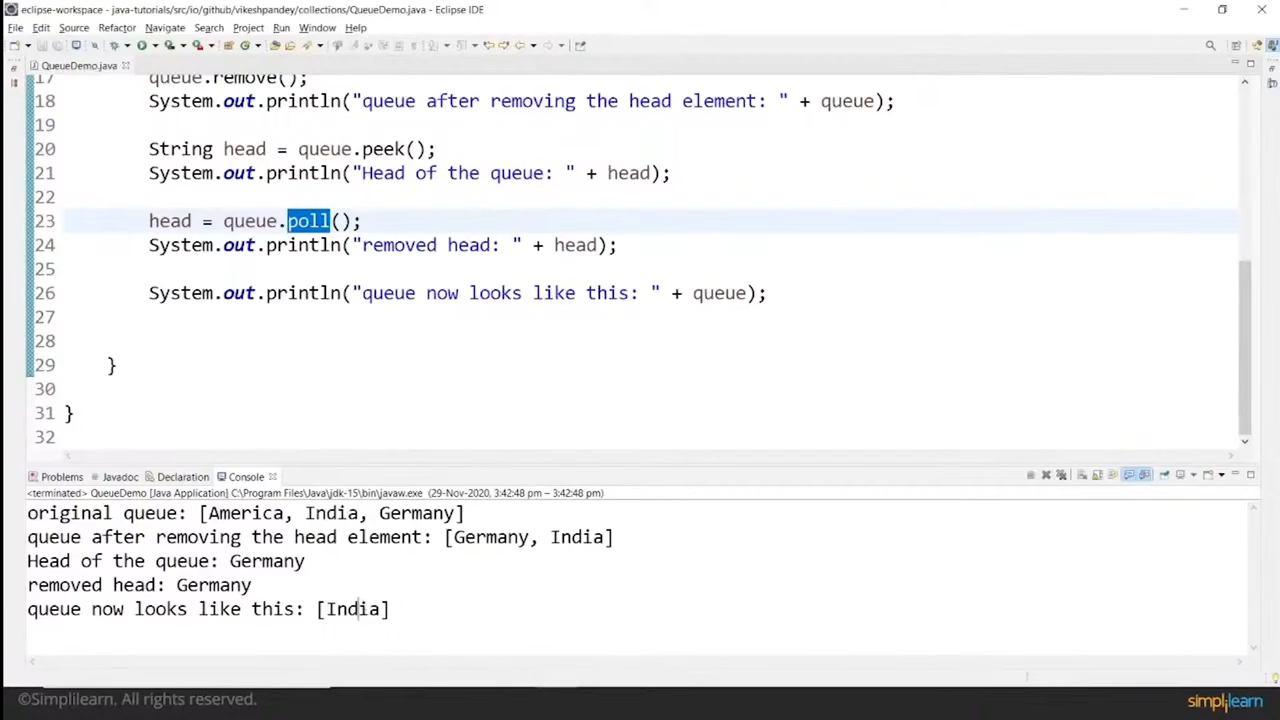 eclipse-workspace - java-tutorials/src/io/github/vikeshpandey/collections/QueueDemo.java - Eclipse IDE
File Edit Source Refactor Navigate Search Project Run Window Help
QueueDemo.java
17 queue.remove();
18 System.out.println("queue after removing the head element: " + queue);
19
20 String head = queue.peek();
21 System.out.println("Head of the queue: " + head);
22
23 head = queue.poll();
24 System.out.println("removed head: " + head);
25
26 System.out.println("queue now looks like this: " + queue);
27
28
29 }
30
31 }
32
Problems Javadoc Declaration Console
<terminated> QueueDemo [Java Application] C:\Program Files\Java\jdk-15\bin\javaw.exe (29-Nov-2020, 3:42:48 pm – 3:42:48 pm)
original queue: [America, India, Germany]
queue after removing the head element: [Germany, India]
Head of the queue: Germany
removed head: Germany
queue now looks like this: [India]
©Simplilearn. All rights reserved.
simplilearn